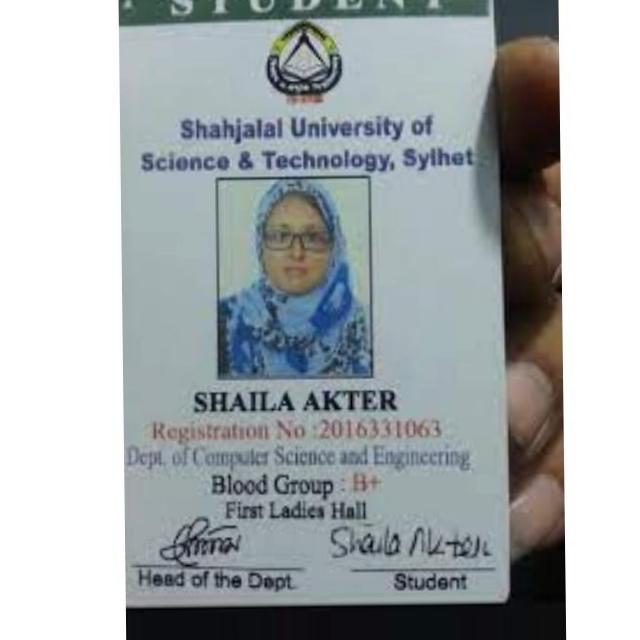 STUDENT
Shahjalal University of
Science & Technology, Sylhet
SHAILA AKTER
Registration No :2016331063
Dept. of Computer Science and Engineering
Blood Group : B+
First Ladies Hall
Shaila Akter
Head of the Dept.
Student